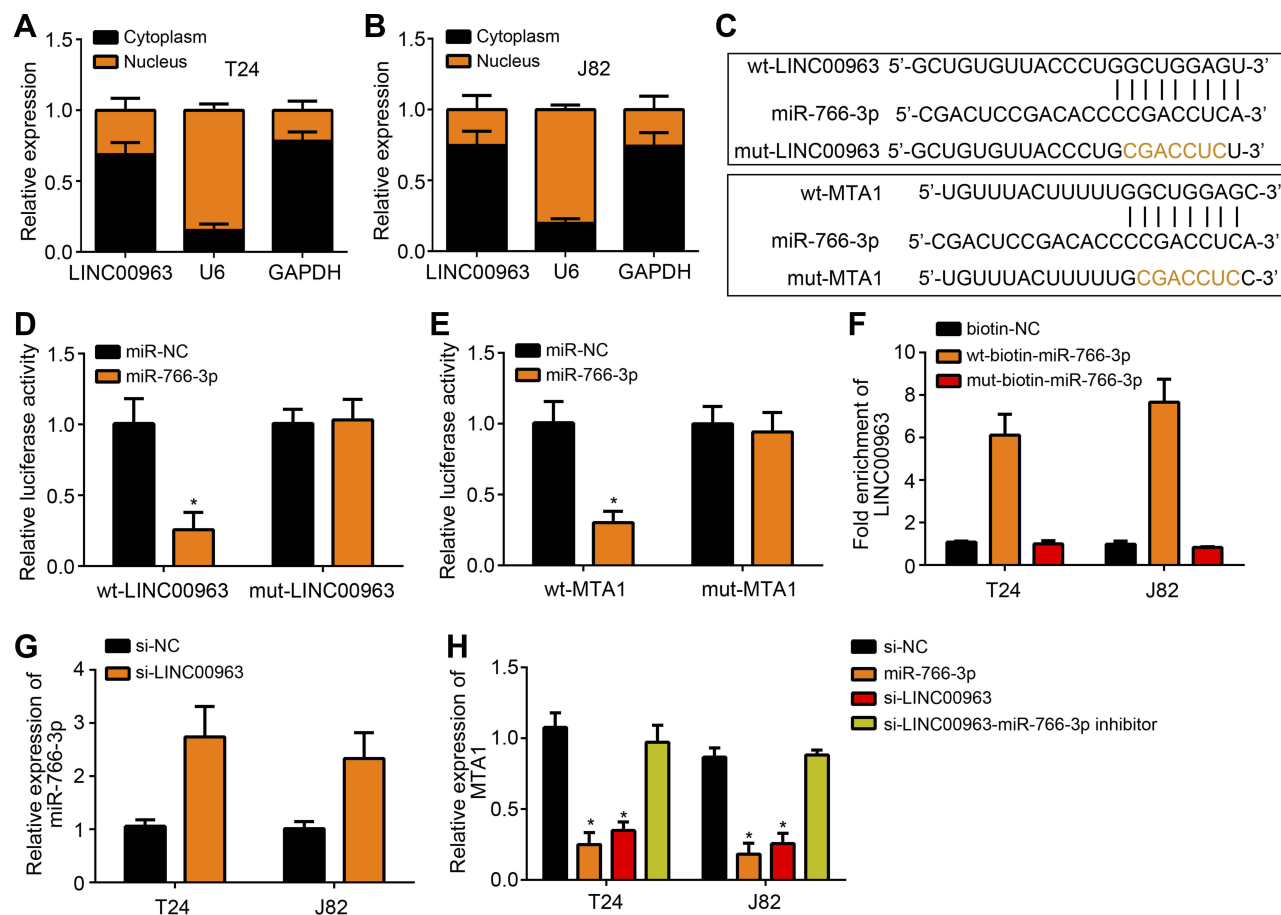 A
Cytoplasm
Nucleus
T24
Relative expression
1.5
1.0
0.5
0.0
LINC00963
U6
GAPDH
B
Cytoplasm
Nucleus
J82
Relative expression
1.5
1.0
0.5
0.0
LINC00963
U6
GAPDH
C
wt-LINC00963 5’-GCUGUGUUACCCUGGCUGGAGU-3’
miR-766-3p 5’-CGACUCCGACACCCCGACCUCA-3’
mut-LINC00963 5’-GCUGUGUUACCCUGCGACCUCU-3’
wt-MTA1 5’-UGUUUACUUUUUGGCUGGAGC-3’
miR-766-3p 5’-CGACUCCGACACCCCGACCUCA-3’
mut-MTA1 5’-UGUUUACUUUUUGCGACCUCC-3’
D
miR-NC
miR-766-3p
Relative luciferase activity
1.5
1.0
0.5
0.0
*
wt-LINC00963
mut-LINC00963
E
miR-NC
miR-766-3p
Relative luciferase activity
1.5
1.0
0.5
0.0
*
wt-MTA1
mut-MTA1
F
biotin-NC
wt-biotin-miR-766-3p
mut-biotin-miR-766-3p
Fold enrichment of
LINC00963
10
8
6
4
2
0
T24
J82
G
si-NC
si-LINC00963
Relative expression of
miR-766-3p
4
3
2
1
0
T24
J82
H
si-NC
miR-766-3p
si-LINC00963
si-LINC00963-miR-766-3p inhibitor
Relative expression of
MTA1
1.5
1.0
0.5
0.0
*
*
*
*
T24
J82